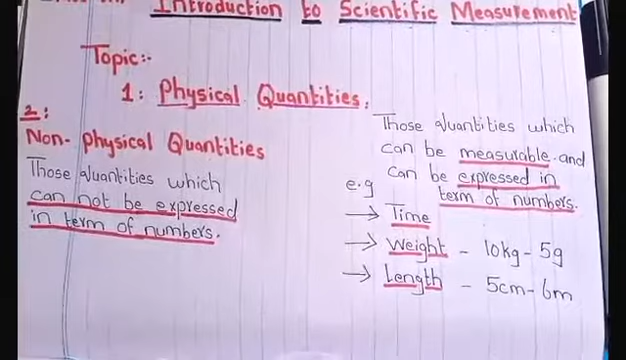 Introduction to Scientific Measurement
Topic:-
1: Physical Quantities.
Those Quantities which
can be measurable and
can be expressed in
term of numbers.
e.g
→ Time
→ Weight - 10kg - 5g
→ Length - 5cm - 6m
2:
Non-physical Quantities
Those Quantities which
can not be expressed
in term of numbers.